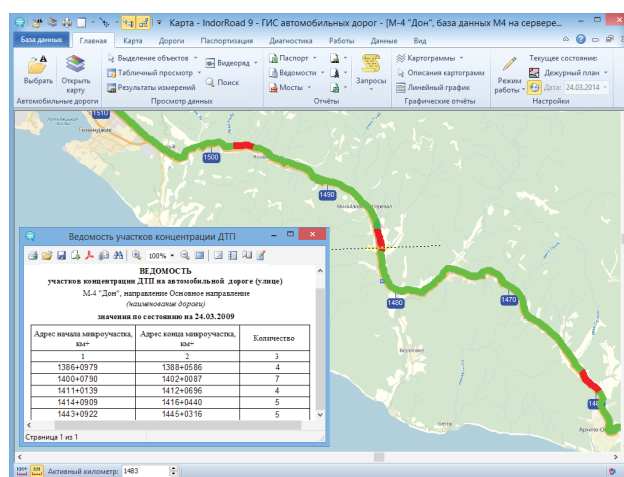 Карта - IndorRoad 9 - ГИС автомобильных дорог - [М-4 "Дон", база данных М4 на сервере...
База данных Главная Карта Дороги Паспортизация Диагностика Работы Данные Вид
Выбрать
Открыть карту
Автомобильные дороги
Выделение объектов
Табличный просмотр
Результаты измерений
Видеоряд
Поиск
Просмотр данных
Паспорт
Ведомости
Мосты
Запросы
Отчёты
Картограммы
Описания картограмм
Линейный график
Графические отчёты
Режим работы
Текущее состояние:
Дежурный план
Дата: 24.03.2014
Настройки
1510
Геленджик
1500
1490
Михайловский Перевал
1480
1470
Береговое
Бетта
Ведомость участков концентрации ДТП
100%
ВЕДОМОСТЬ
участков концентрации ДТП на автомобильной дороге (улице)
М-4 "Дон", направление Основное направление
(наименование дороги)
значения по состоянию на 24.03.2009
Адрес начала микроучастка, км+ Адрес конца микроучастка, км+ Количество
1 2 3
1386+0979 1388+0586 4
1400+0790 1402+0087 7
1411+0139 1412+0696 4
1414+0909 1416+0440 5
1443+0922 1445+0316 5
Страница 1 из 1
КМ+ КМ Активный километр: 1483